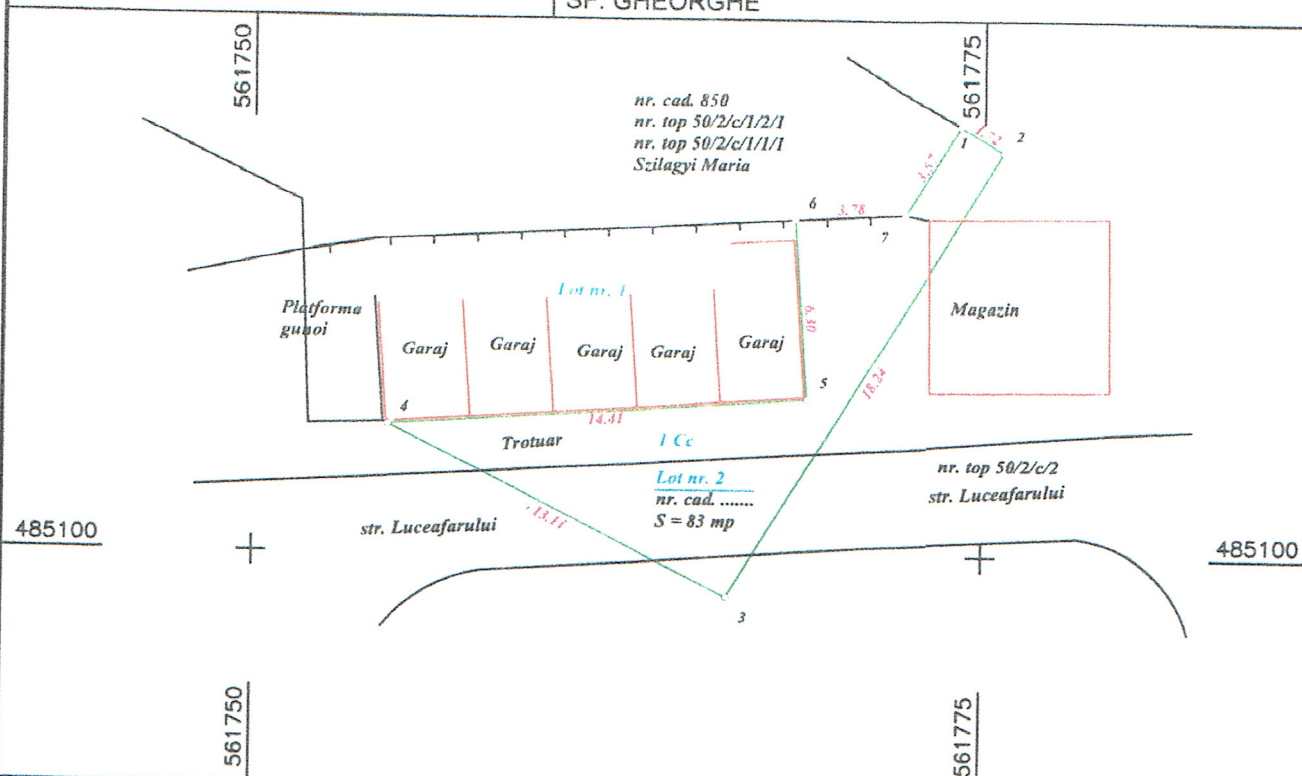 SF. GHEORGHE
561750
561775
nr. cad. 850
nr. top 50/2/c/1/2/1
nr. top 50/2/c/1/1/1
Szilagyi Maria
1
1.72
2
3.57
6
3.78
7
Lot nr. 1
Platforma
gunoi
Garaj
Garaj
Garaj
Garaj
Garaj
6.30
Magazin
5
4
14.41
18.24
Trotuar
1 Cc
Lot nr. 2
nr. cad. .......
S = 83 mp
nr. top 50/2/c/2
str. Luceafarului
str. Luceafarului
13.11
485100
485100
3
561750
561775